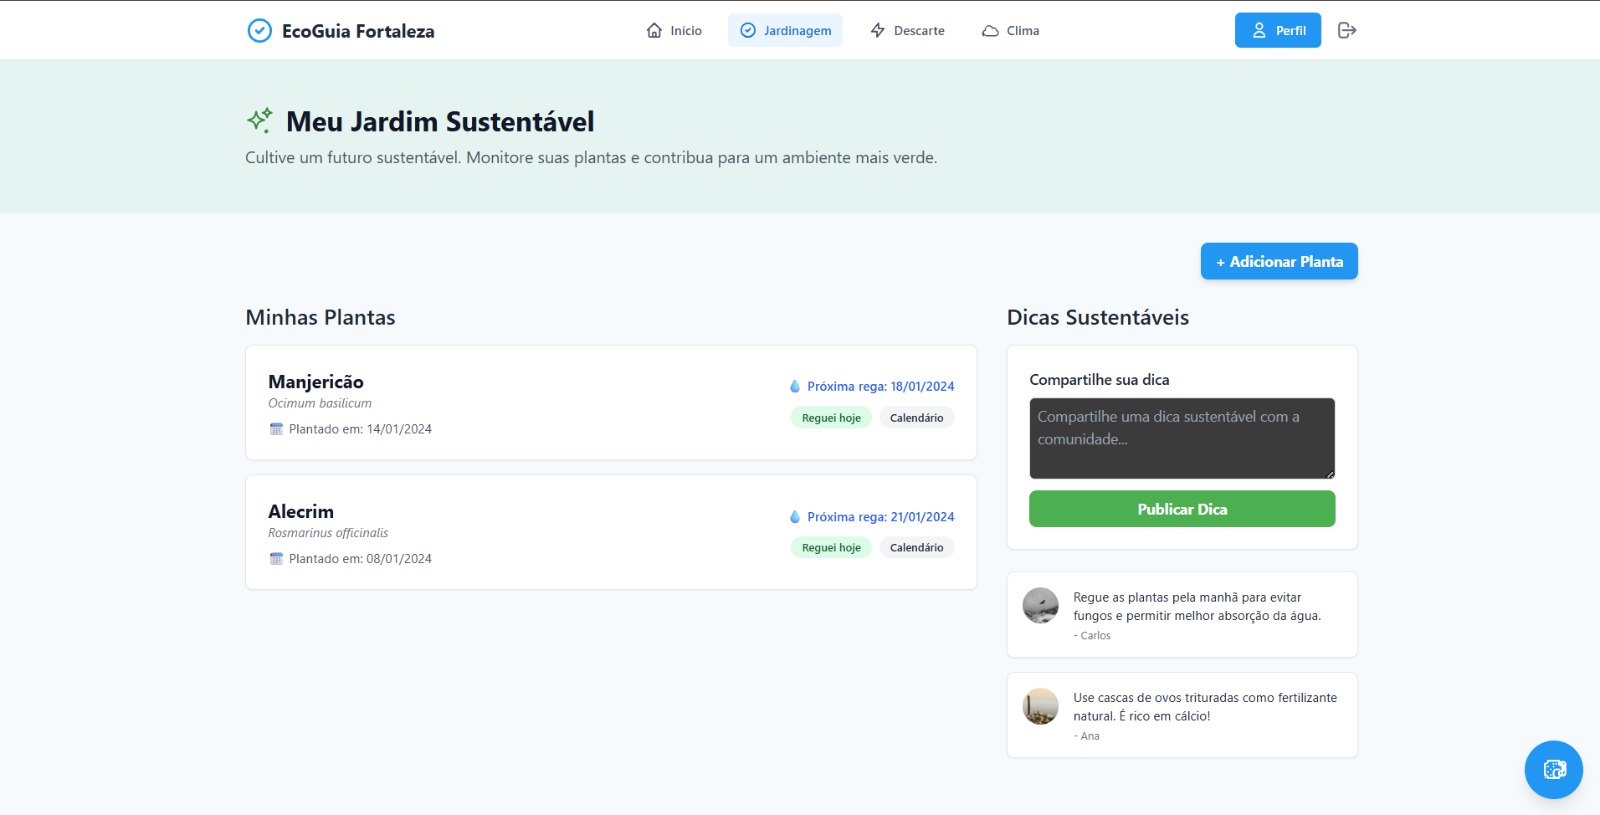 EcoGuia Fortaleza
Início
Jardinagem
Descarte
Clima
Perfil
Meu Jardim Sustentável
Cultive um futuro sustentável. Monitore suas plantas e contribua para um ambiente mais verde.
+ Adicionar Planta
Minhas Plantas
Manjericão
Ocimum basilicum
Plantado em: 14/01/2024
Próxima rega: 18/01/2024
Reguei hoje
Calendário
Alecrim
Rosmarinus officinalis
Plantado em: 08/01/2024
Próxima rega: 21/01/2024
Reguei hoje
Calendário
Dicas Sustentáveis
Compartilhe sua dica
Compartilhe uma dica sustentável com a
comunidade...
Publicar Dica
Regue as plantas pela manhã para evitar
fungos e permitir melhor absorção da água.
- Carlos
Use cascas de ovos trituradas como fertilizante
natural. É rico em cálcio!
- Ana